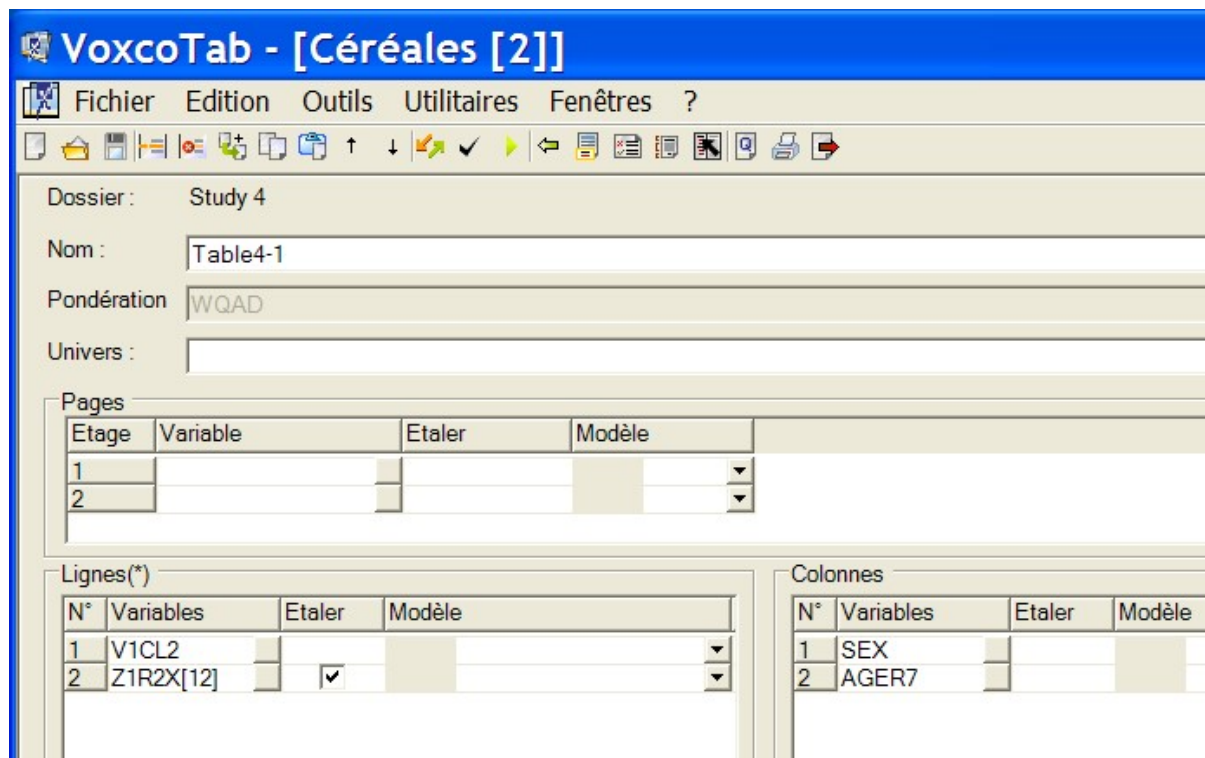 VoxcoTab - [Céréales [2]]
Fichier Edition Outils Utilitaires Fenêtres ?
Dossier : Study 4
Nom : Table4-1
Pondération WQAD
Univers :
Pages
Etage Variable Etaler Modèle
1
2
Lignes(*)
N° Variables Etaler Modèle
1 V1CL2
2 Z1R2X[12]
Colonnes
N° Variables Etaler Modèle
1 SEX
2 AGER7